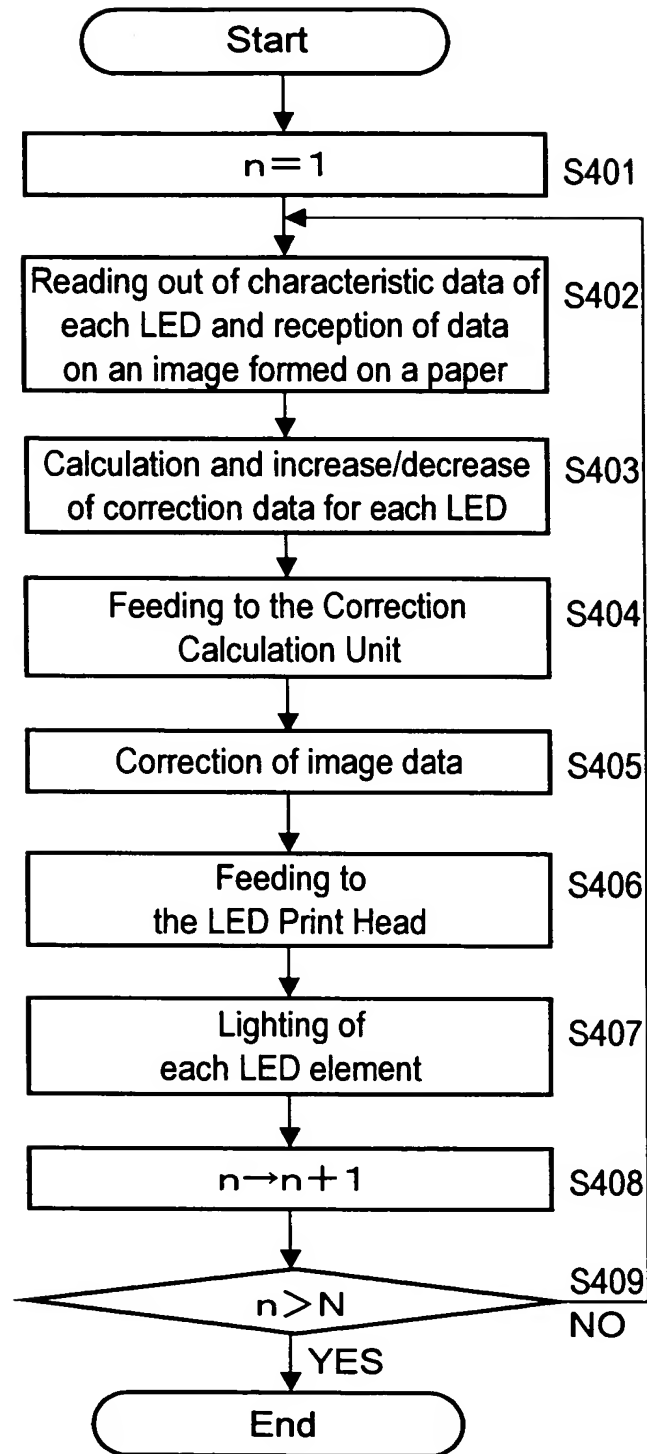 Start
n=1
S401
Reading out of characteristic data of
each LED and reception of data
on an image formed on a paper
S402
Calculation and increase/decrease
of correction data for each LED
S403
Feeding to the Correction
Calculation Unit
S404
Correction of image data
S405
Feeding to
the LED Print Head
S406
Lighting of
each LED element
S407
n→n+1
S408
n>N
S409
NO
YES
End